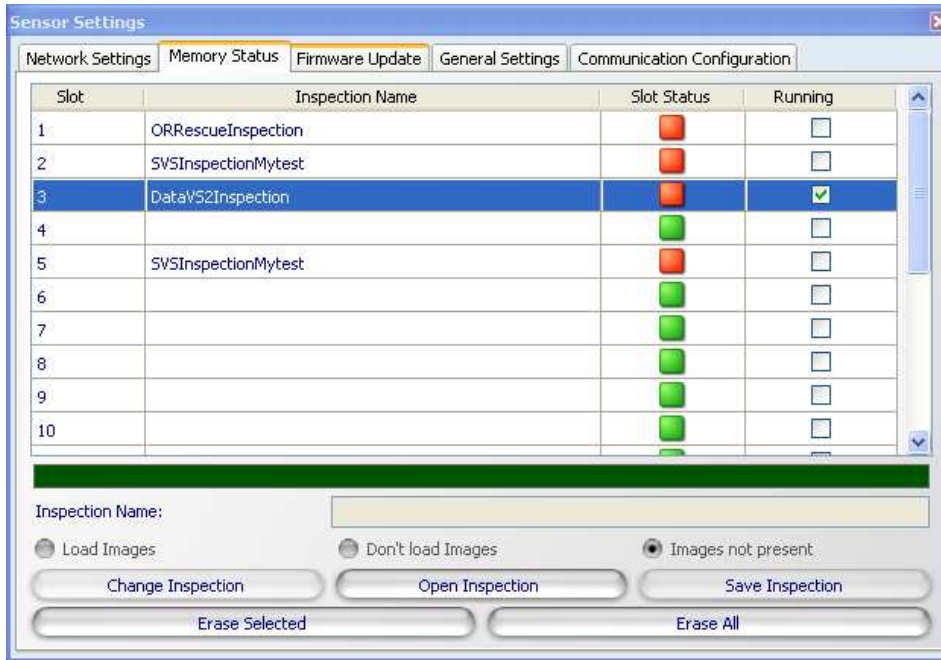 Sensor Settings
Network Settings Memory Status Firmware Update General Settings Communication Configuration
Slot Inspection Name Slot Status Running
1 ORRescueInspection
2 SVSInspectionMytest
3 DataVS2Inspection
4
5 SVSInspectionMytest
6
7
8
9
10
Inspection Name:
Load Images Don't load Images Images not present
Change Inspection Open Inspection Save Inspection
Erase Selected Erase All